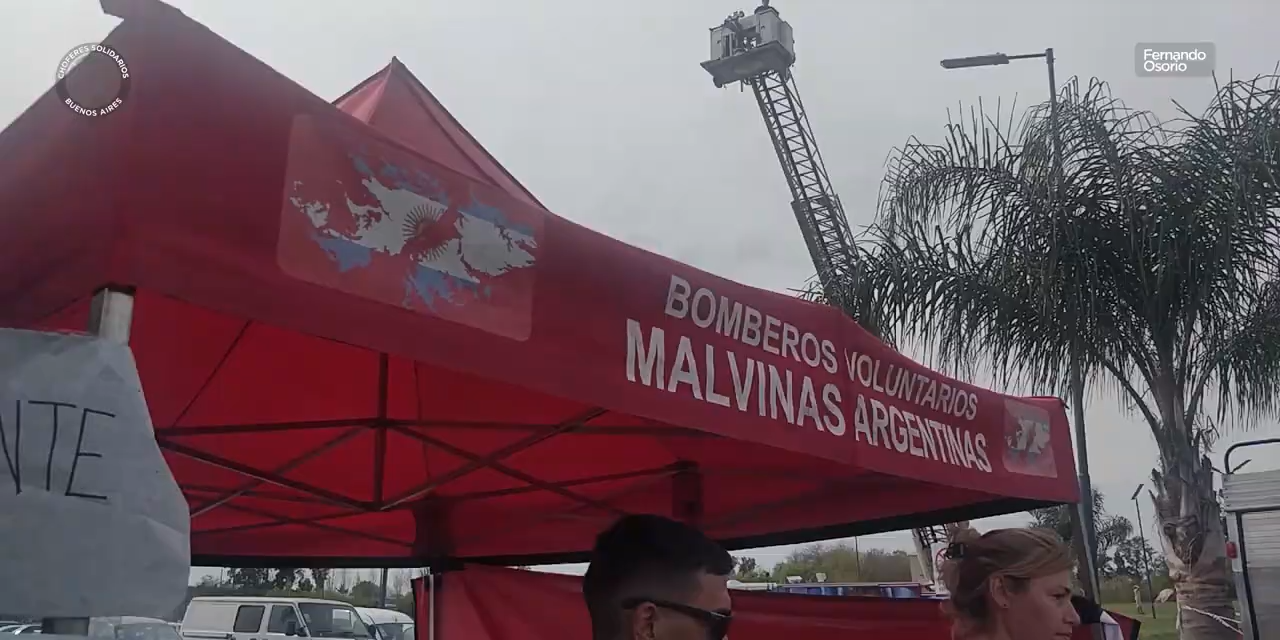 CHOFERES SOLIDARIOS
BUENOS AIRES
Fernando
Osorio
BOMBEROS VOLUNTARIOS
MALVINAS ARGENTINAS
NTE